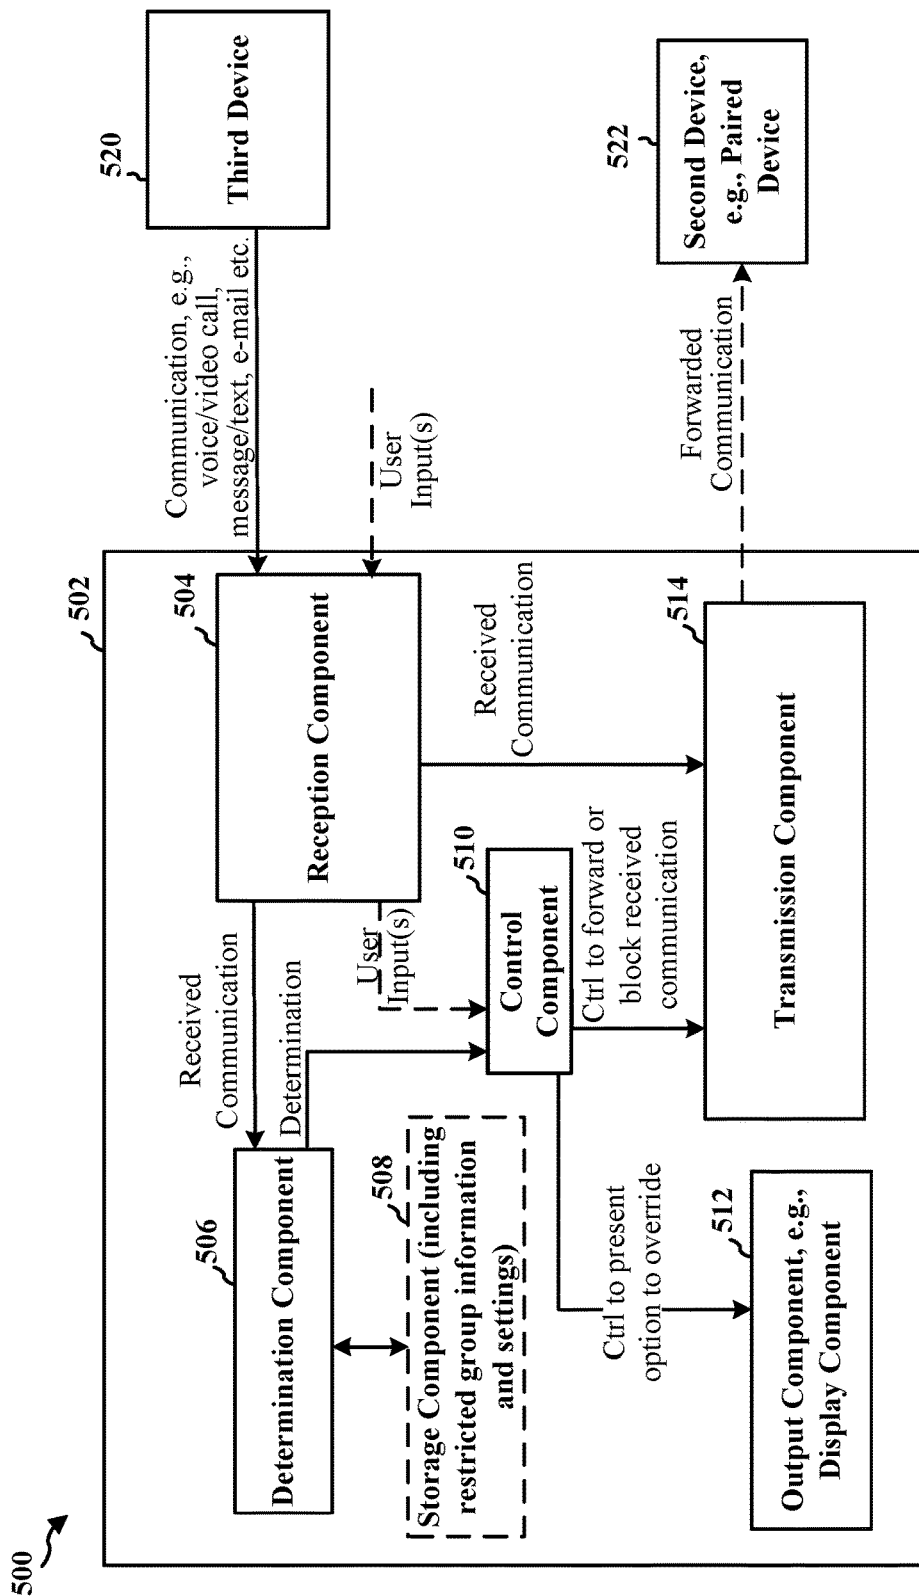 500
502
520
Third Device
Communication, e.g.,
voice/video call,
message/text, e-mail etc.
User
Input(s)
504
Reception Component
Received
Communication
506
Determination Component
Determination
User
Input(s)
508
Storage Component (including
restricted group information
and settings)
510
Control
Component
Received
Communication
Ctrl to forward or
block received
communication
Ctrl to present
option to override
512
Output Component, e.g.,
Display Component
514
Transmission Component
Forwarded
Communication
522
Second Device,
e.g., Paired
Device